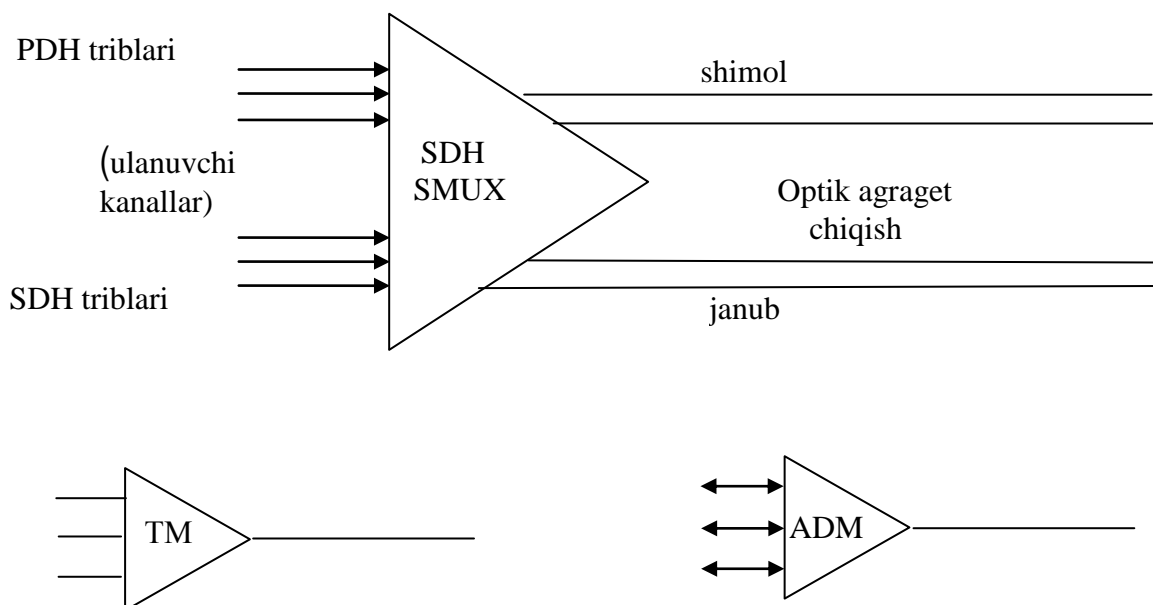 PDH triblari
shimol
(ulanuvchi
kanallar)
SDH
SMUX
Optik agraget
chiqish
SDH triblari
janub
TM
ADM